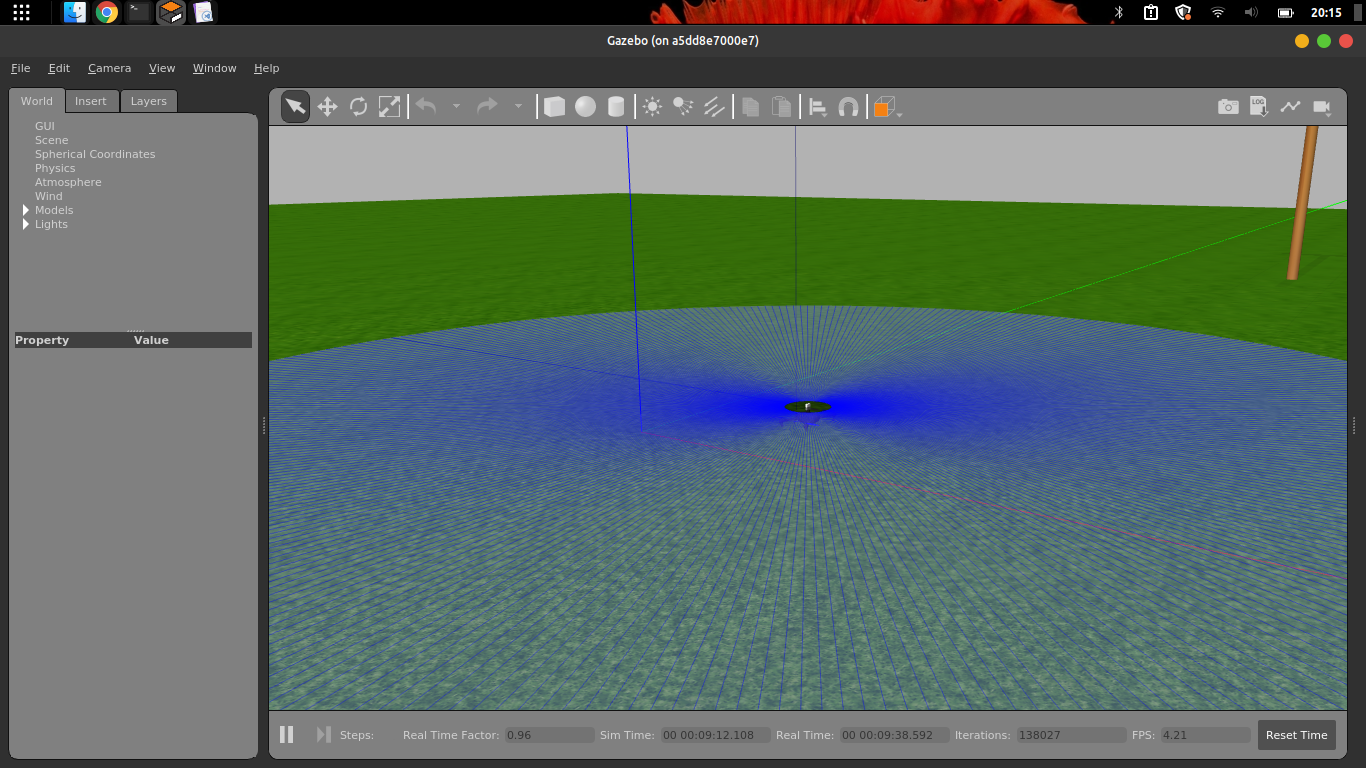 20:15
Gazebo (on a5dd8e7000e7)
File Edit Camera View Window Help
World Insert Layers
GUI
Scene
Spherical Coordinates
Physics
Atmosphere
Wind
Models
Lights
Property Value
LOG
Steps: Real Time Factor: 0.96 Sim Time: 00 00:09:12.108 Real Time: 00 00:09:38.592 Iterations: 138027 FPS: 4.21 Reset Time